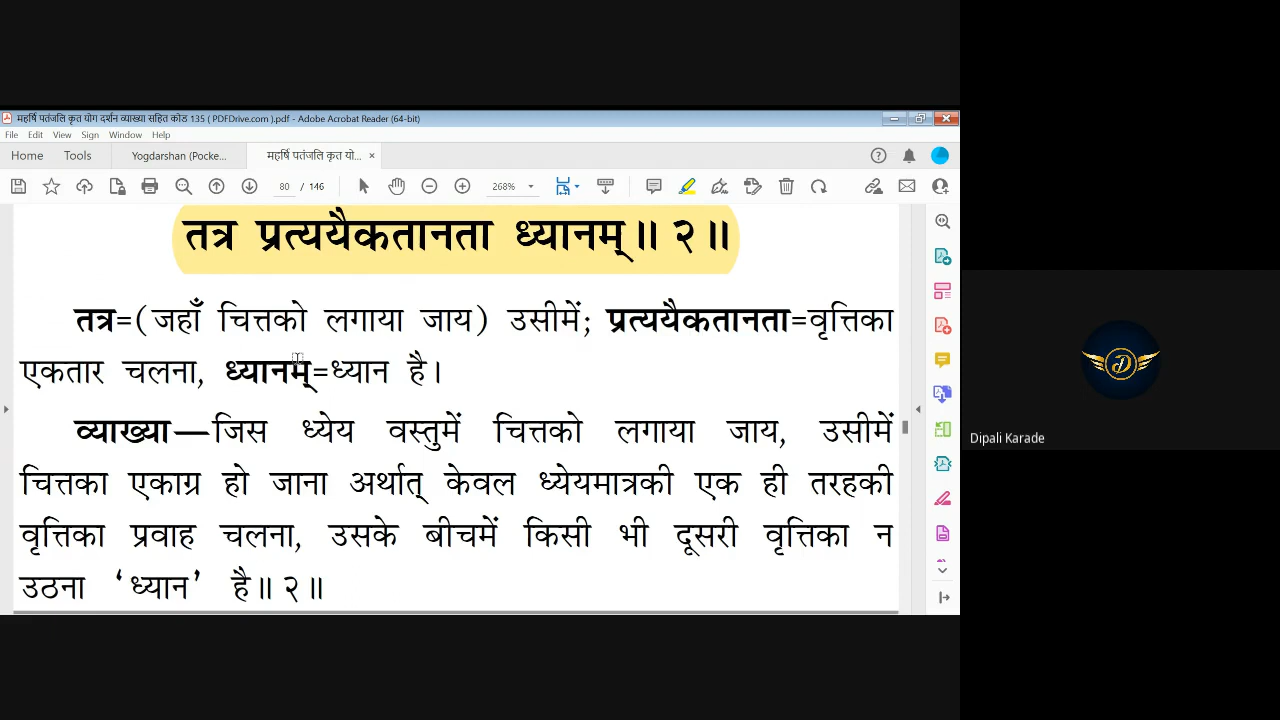 महर्षि पतंजलि कृत योग दर्शन व्याख्या सहित कोड 135 ( PDFDrive.com ).pdf - Adobe Acrobat Reader (64-bit)
File Edit View Sign Window Help
Home Tools Yogdarshan (Pocke... महर्षि पतंजलि कृत यो... ×
80 / 146 268%
तत्र प्रत्ययैकतानता ध्यानम्॥ २॥
तत्र=(जहाँ चित्तको लगाया जाय) उसीमें; प्रत्ययैकतानता=वृत्तिका
एकतार चलना, ध्यानम्=ध्यान है।
व्याख्या—जिस ध्येय वस्तुमें चित्तको लगाया जाय, उसीमें
चित्तका एकाग्र हो जाना अर्थात् केवल ध्येयमात्रकी एक ही तरहकी
वृत्तिका प्रवाह चलना, उसके बीचमें किसी भी दूसरी वृत्तिका न
उठना ‘ध्यान’ है॥ २॥
D
Dipali Karade